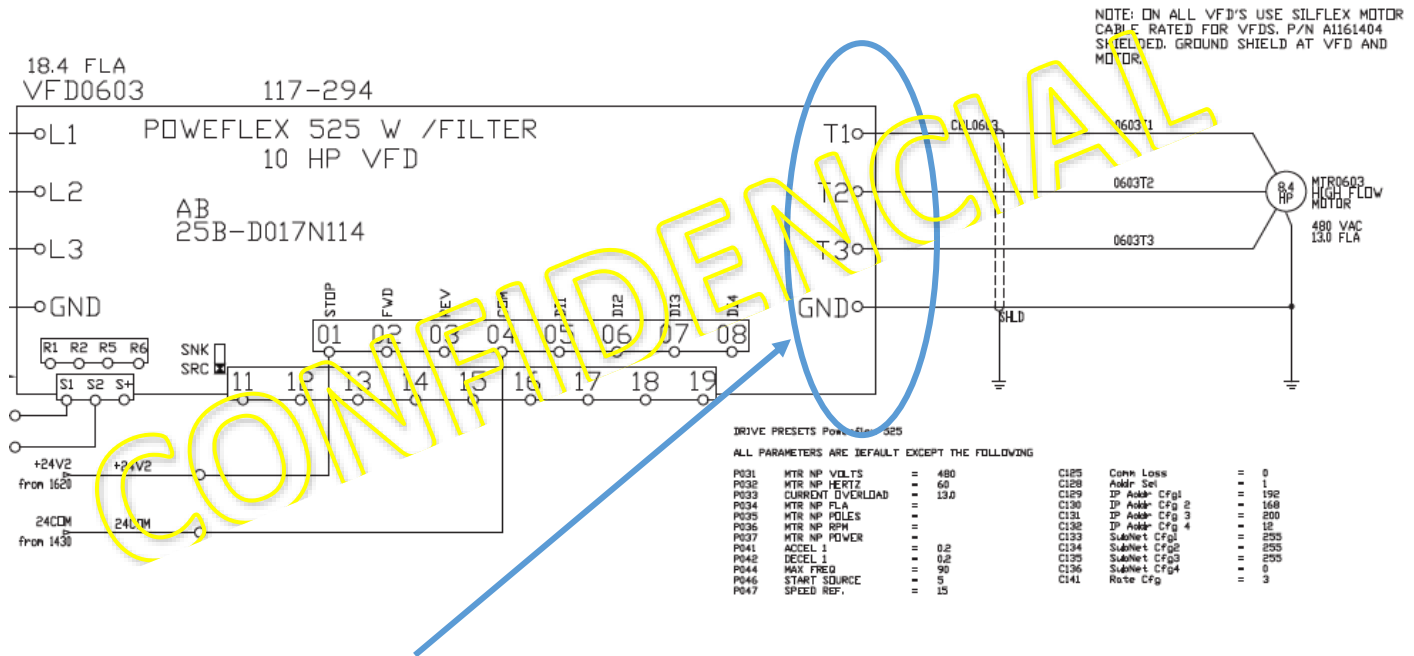 NOTE: ON ALL VFD'S USE SILFLEX MOTOR
CABLE RATED FOR VFDS. P/N A1161404
SHIELDED. GROUND SHIELD AT VFD AND
MOTOR.
18.4 FLA
VFD0603 117-294
POWEFLEX 525 W /FILTER
10 HP VFD
AB
25B-D017N114
L1
L2
L3
GND
T1
T2
T3
GND
CBL0603
0603T1
0603T2
0603T3
SHLD
8.4
HP
MTR0603
HIGH FLOW
MOTOR
480 VAC
13.0 FLA
STOP FWD REV COM DI1 DI2 DI3 DI4
01 02 03 04 05 06 07 08
R1 R2 R5 R6
SNK
SRC
S1 S2 S+
11 12 13 14 15 16 17 18 19
+24V2 +24V2
from 1620
24COM 24COM
from 1430
CONFIDENCIAL
DRIVE PRESETS Powerflex 525
ALL PARAMETERS ARE DEFAULT EXCEPT THE FOLLOWING
P031 MTR NP VOLTS = 480
P032 MTR NP HERTZ = 60
P033 CURRENT OVERLOAD = 13.0
P034 MTR NP FLA =
P035 MTR NP POLES =
P036 MTR NP RPM =
P037 MTR NP POWER =
P041 ACCEL 1 = 0.2
P042 DECEL 1 = 0.2
P044 MAX FREQ = 90
P046 START SOURCE = 5
P047 SPEED REF. = 15
C125 Comm Loss = 0
C128 Addr Sel = 1
C129 IP Addr Cfg1 = 192
C130 IP Addr Cfg 2 = 168
C131 IP Addr Cfg 3 = 200
C132 IP Addr Cfg 4 = 12
C133 SubNet Cfg1 = 255
C134 SubNet Cfg2 = 255
C135 SubNet Cfg3 = 255
C136 SubNet Cfg4 = 0
C141 Rate Cfg = 3